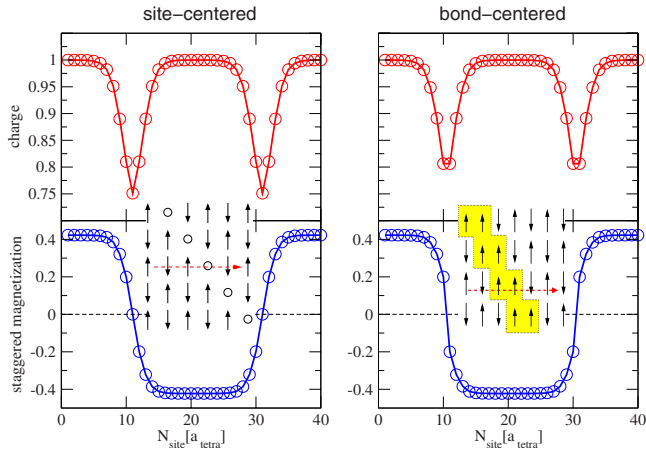 site-centered
bond-centered
1
0.95
0.9
0.85
0.8
0.75
charge
0.4
0.2
0
-0.2
-0.4
staggered magnetization
0 10 20 30 40
0 10 20 30 40
N_site[a_tetra]
N_site[a_tetra]